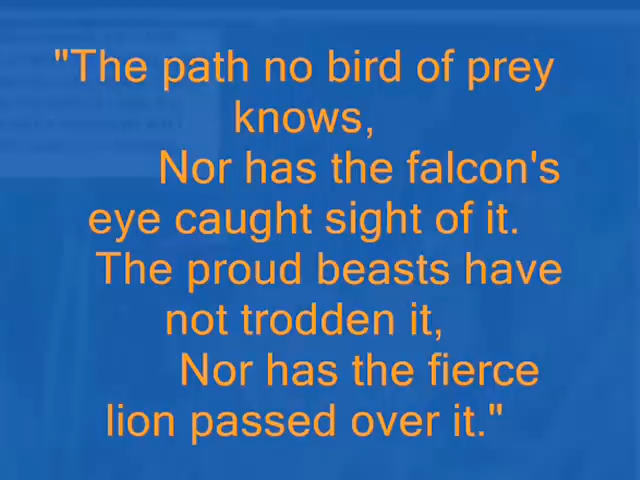 "The path no bird of prey
knows,
Nor has the falcon's
eye caught sight of it.
The proud beasts have
not trodden it,
Nor has the fierce
lion passed over it."